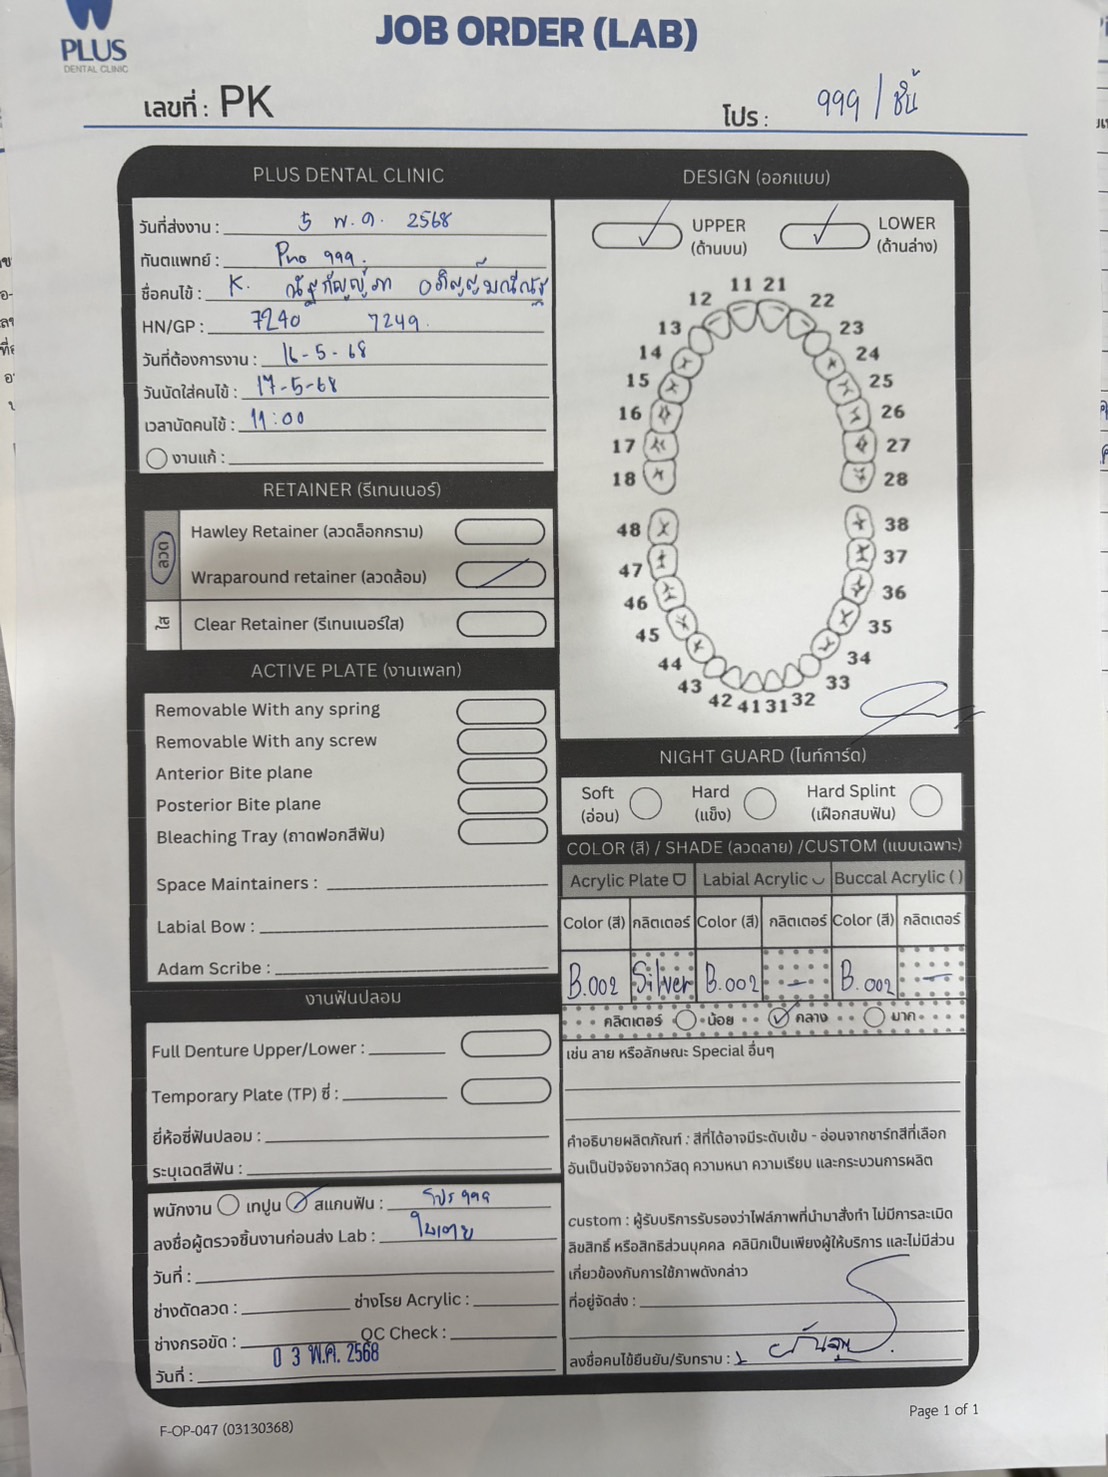 PLUS
DENTAL CLINIC
JOB ORDER (LAB)
เลขที่ : PK
โปร : ๑๑๑ / ชิ้น
PLUS DENTAL CLINIC
วันที่ส่งงาน : 5 พ.ค. 2568
ทันตแพทย์ : Pro ๑๑๑.
ชื่อคนไข้ : K.
HN/GP : 7240 7249.
วันที่ต้องการงาน : 16-5-68
วันนัดใส่คนไข้ : 17-5-68
เวลานัดคนไข้ : 11:00
งานแก้ :
RETAINER (รีเทนเนอร์)
ลวด
Hawley Retainer (ลวดล็อกกราม)
Wraparound retainer (ลวดล้อม)
ใส
Clear Retainer (รีเทนเนอร์ใส)
ACTIVE PLATE (งานเพลท)
Removable With any spring
Removable With any screw
Anterior Bite plane
Posterior Bite plane
Bleaching Tray (ถาดฟอกสีฟัน)
Space Maintainers :
Labial Bow :
Adam Scribe :
งานฟันปลอม
Full Denture Upper/Lower :
Temporary Plate (TP) ซี่ :
ยี่ห้อซี่ฟันปลอม :
ระบุเฉดสีฟัน :
พนักงาน เทปูน สแกนฟัน : โปร ๑๑๑
ลงชื่อผู้ตรวจชิ้นงานก่อนส่ง Lab : ใบเตย
วันที่ :
ช่างดัดลวด : ช่างโรย Acrylic :
ช่างกรอขัด : QC Check :
0 3 พ.ค. 2568
วันที่ :
DESIGN (ออกแบบ)
UPPER LOWER
(ด้านบน) (ด้านล่าง)
11 21
12 22
13 23
14 24
15 25
16 26
17 27
18 28
48 38
47 37
46 36
45 35
44 34
43 33
42 41 31 32
NIGHT GUARD (ไนท์การ์ด)
Soft Hard Hard Splint
(อ่อน) (แข็ง) (เฝือกสบฟัน)
COLOR (สี) / SHADE (ลวดลาย) /CUSTOM (แบบเฉพาะ)
Acrylic Plate Labial Acrylic Buccal Acrylic ( )
Color (สี) กลิตเตอร์ Color (สี) กลิตเตอร์ Color (สี) กลิตเตอร์
B.002 Silver B.002 - B.002 -
กลิตเตอร์ น้อย กลาง มาก
เช่น ลาย หรือลักษณะ Special อื่นๆ
คำอธิบายผลิตภัณฑ์ : สีที่ได้อาจมีระดับเข้ม - อ่อนจากชาร์ทสีที่เลือก
อันเป็นปัจจัยจากวัสดุ ความหนา ความเรียบ และกระบวนการผลิต
custom : ผู้รับบริการรับรองว่าไฟล์ภาพที่นำมาสั่งทำ ไม่มีการละเมิด
ลิขสิทธิ์ หรือสิทธิส่วนบุคคล คลินิกเป็นเพียงผู้ให้บริการ และไม่มีส่วน
เกี่ยวข้องกับการใช้ภาพดังกล่าว
ที่อยู่จัดส่ง :
ลงชื่อคนไข้ยืนยัน/รับทราบ :
F-OP-047 (03130368)
Page 1 of 1